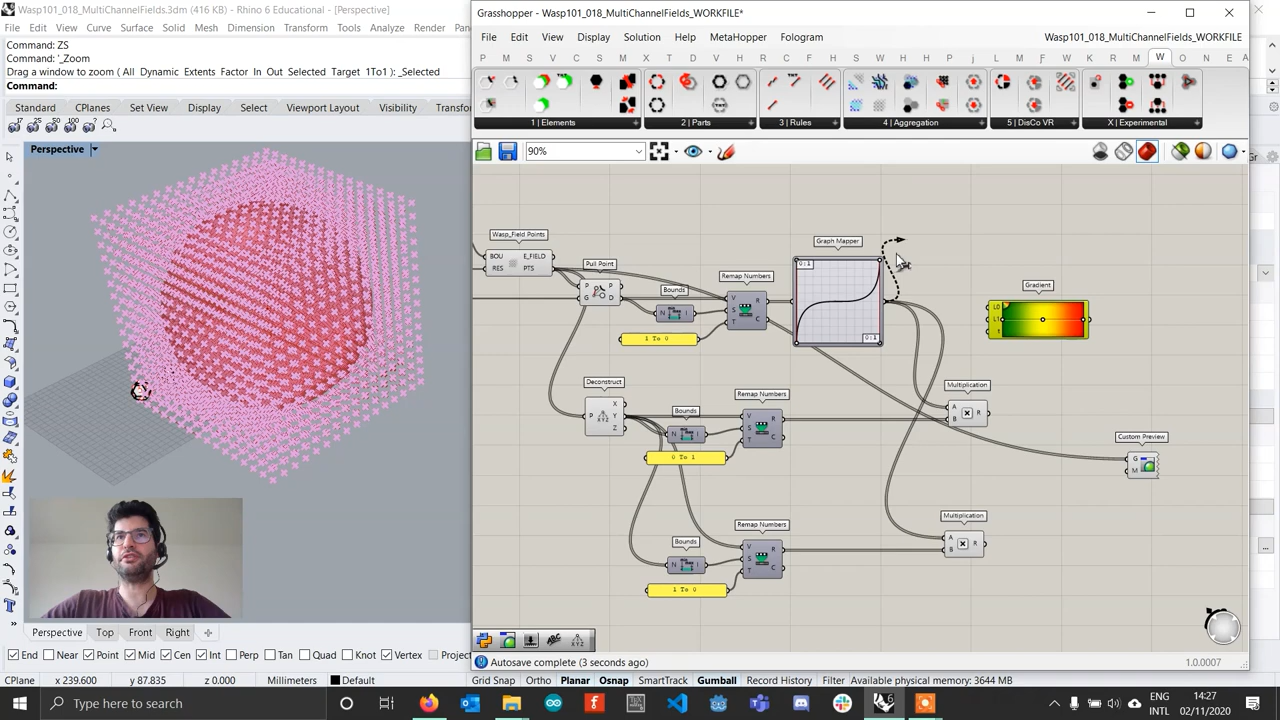 Wasp101_018_MultiChannelFields.3dm (416 KB) - Rhino 6 Educational - [Perspective]
File Edit View Curve Surface Solid Mesh Dimension Transform Tools Analyze Render
Command: ZS
Command: '_Zoom
Drag a window to zoom ( All Dynamic Extents Factor In Out Selected Target 1To1 ): _Selected
Command:
Standard CPlanes Set View Display Select Viewport Layout Visibility Transfor
Perspective
Grasshopper - Wasp101_018_MultiChannelFields_WORKFILE*
File Edit View Display Solution Help MetaHopper Fologram
Wasp101_018_MultiChannelFields_WORKFILE
1 | Elements
2 | Parts
3 | Rules
4 | Aggregation
5 | DisCo VR
X | Experimental
90%
Wasp_Field Points
BOU
RES
E_FIELD
PTS
Pull Point
P
G
P
D
Bounds
N
I
1 To 0
Remap Numbers
V
S
T
R
C
Graph Mapper
0:1
0:1
Gradient
L0
L1
t
Deconstruct
P
X
Y
Z
Bounds
N
I
0 To 1
Remap Numbers
V
S
T
R
C
Multiplication
A
B
R
Custom Preview
G
M
Bounds
N
I
1 To 0
Remap Numbers
V
S
T
R
C
Multiplication
A
B
R
Autosave complete (3 seconds ago)
1.0.0007
Perspective Top Front Right
End Near Point Mid Cen Int Perp Tan Quad Knot Vertex Project
CPlane x 239.600 y 87.835 z 0.000 Millimeters Default Grid Snap Ortho Planar Osnap SmartTrack Gumball Record History Filter Available physical memory: 3644 MB
Type here to search
ENG
INTL
14:27
02/11/2020